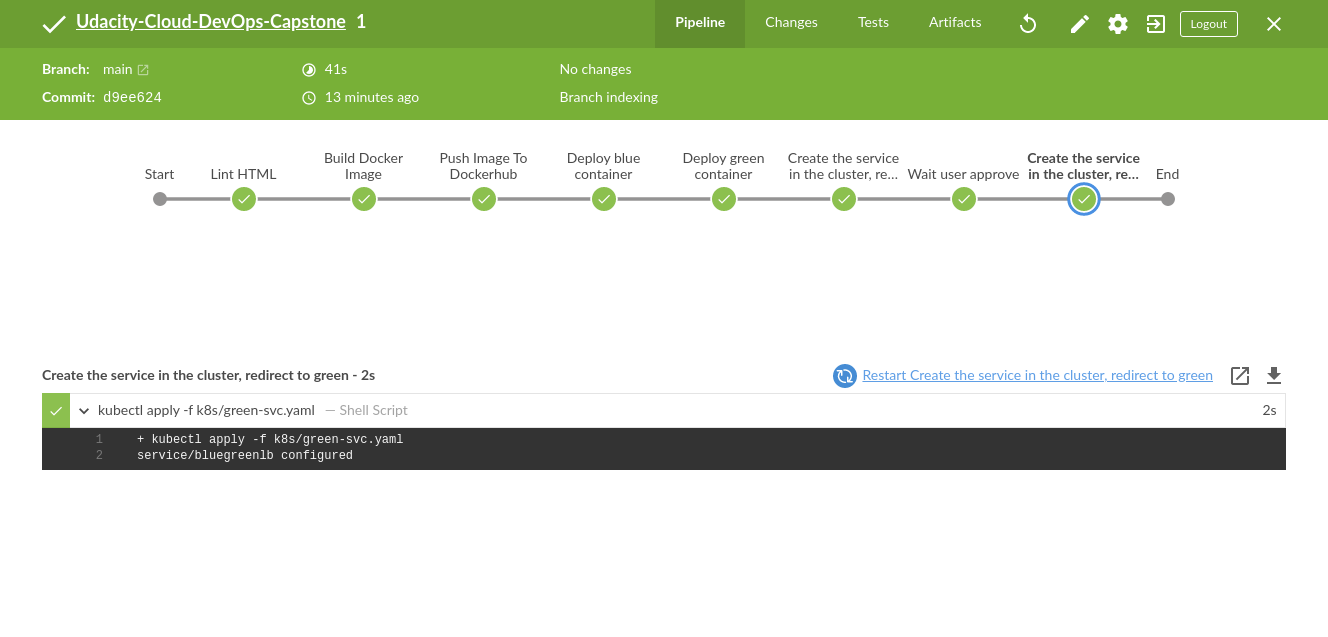 Udacity-Cloud-DevOps-Capstone 1
Pipeline Changes Tests Artifacts Logout
Branch: main 41s No changes
Commit: d9ee624 13 minutes ago Branch indexing
Start
Lint HTML
Build Docker
Image
Push Image To
Dockerhub
Deploy blue
container
Deploy green
container
Create the service
in the cluster, re...
Wait user approve
Create the service
in the cluster, re...
End
Create the service in the cluster, redirect to green - 2s
Restart Create the service in the cluster, redirect to green
kubectl apply -f k8s/green-svc.yaml — Shell Script 2s
1 + kubectl apply -f k8s/green-svc.yaml
2 service/bluegreenlb configured